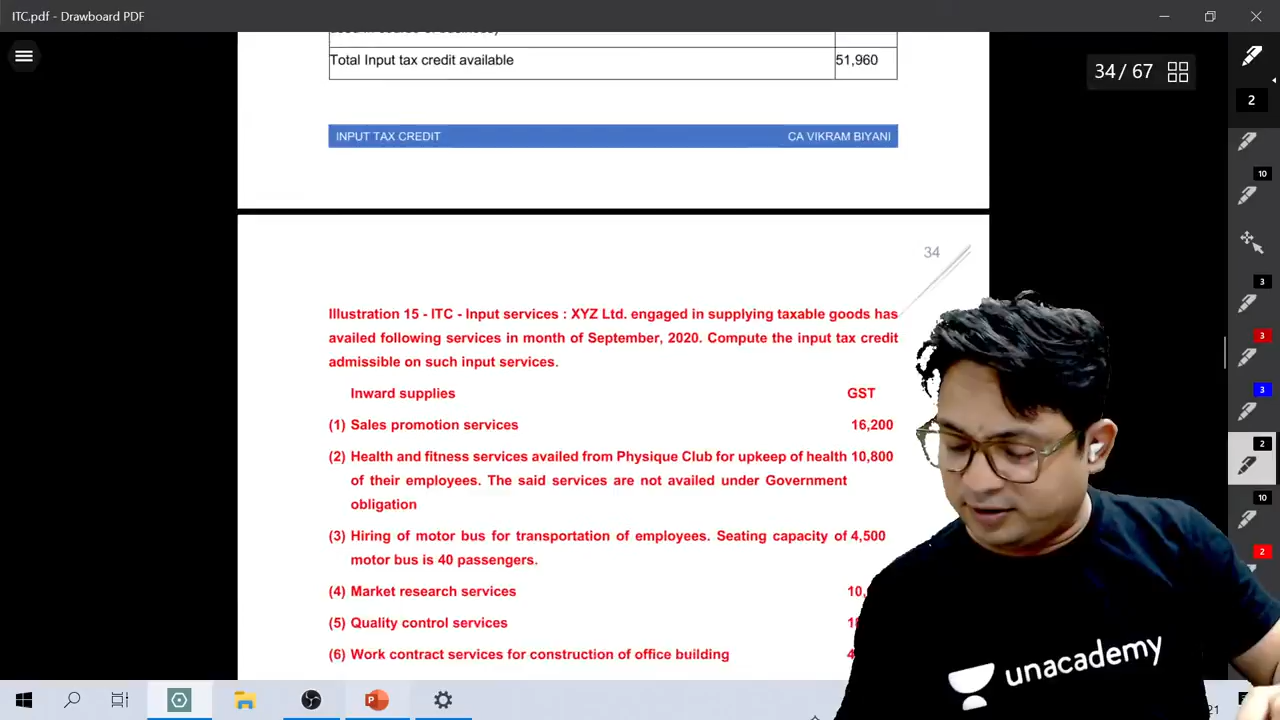 ITC.pdf - Drawboard PDF
Total Input tax credit available 51,960
34 / 67
2
INPUT TAX CREDIT CA VIKRAM BIYANI
10
34
Illustration 15 - ITC - Input services : XYZ Ltd. engaged in supplying taxable goods has
availed following services in month of September, 2020. Compute the input tax credit
admissible on such input services.
Inward supplies GST
(1) Sales promotion services 16,200
(2) Health and fitness services availed from Physique Club for upkeep of health 10,800
of their employees. The said services are not availed under Government
obligation
(3) Hiring of motor bus for transportation of employees. Seating capacity of 4,500
motor bus is 40 passengers.
(4) Market research services 10,
(5) Quality control services
(6) Work contract services for construction of office building
3
3
3
2
10
2
unacademy
21